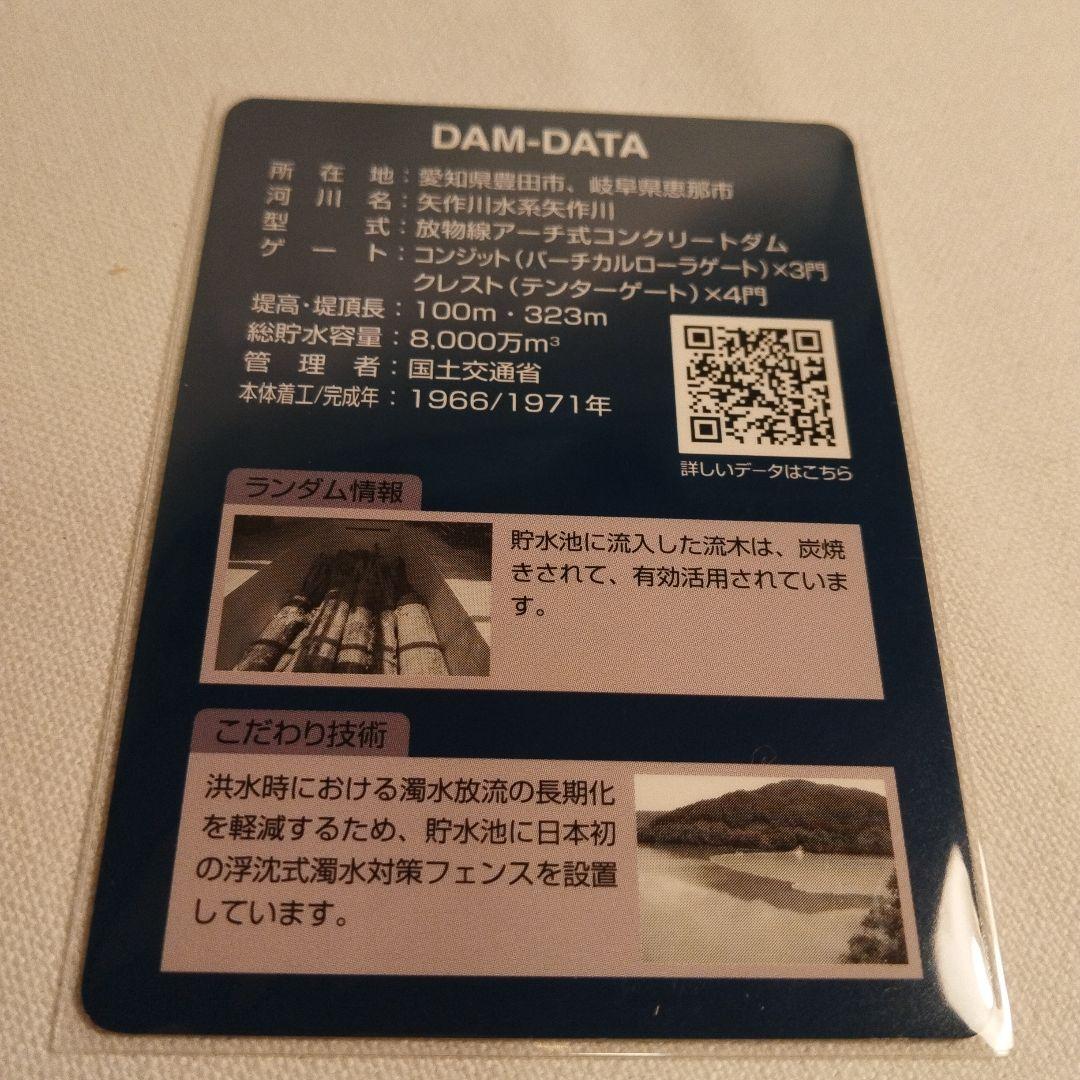 DAM-DATA
所在地：愛知県豊田市、岐阜県恵那市
河川名：矢作川水系矢作川
型式：放物線アーチ式コンクリートダム
ゲート：コンジット（バーチカルローラゲート）×3門
クレスト（テンターゲート）×4門
堤高・堤頂長：100m・323m
総貯水容量：8,000万m³
管理者：国土交通省
本体着工/完成年：1966/1971年
詳しいデータはこちら
ランダム情報
貯水池に流入した流木は、炭焼
きされて、有効活用されていま
す。
こだわり技術
洪水時における濁水放流の長期化
を軽減するため、貯水池に日本初
の浮沈式濁水対策フェンスを設置
しています。